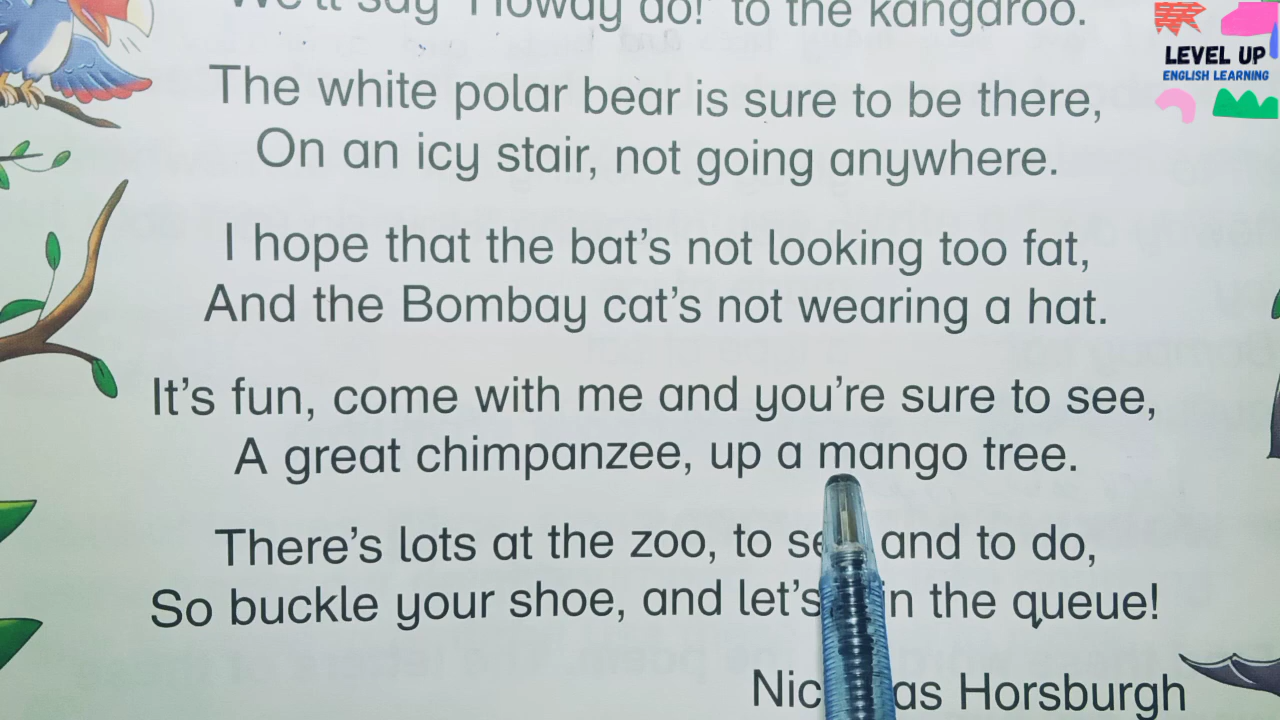 We'll say 'Howdy do!' to the kangaroo.
The white polar bear is sure to be there,
On an icy stair, not going anywhere.
I hope that the bat's not looking too fat,
And the Bombay cat's not wearing a hat.
It's fun, come with me and you're sure to see,
A great chimpanzee, up a mango tree.
There's lots at the zoo, to see and to do,
So buckle your shoe, and let's in the queue!
Horsburgh
LEVEL UP
ENGLISH LEARNING